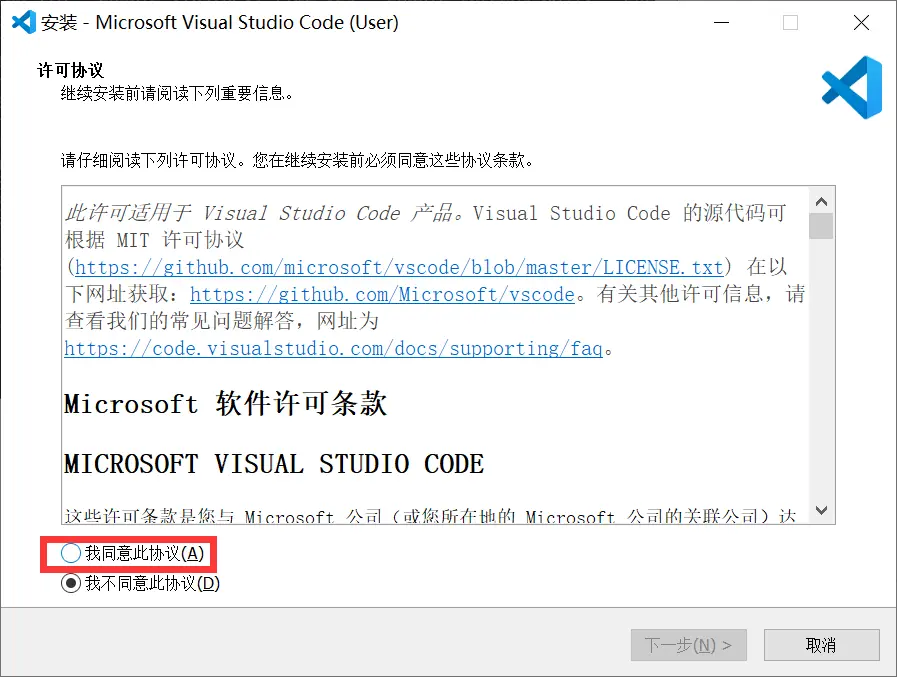 安装 - Microsoft Visual Studio Code (User)
许可协议
继续安装前请阅读下列重要信息。
请仔细阅读下列许可协议。您在继续安装前必须同意这些协议条款。
此许可适用于 Visual Studio Code 产品。Visual Studio Code 的源代码可
根据 MIT 许可协议
(https://github.com/microsoft/vscode/blob/master/LICENSE.txt) 在以
下网址获取：https://github.com/Microsoft/vscode。有关其他许可信息，请
查看我们的常见问题解答，网址为
https://code.visualstudio.com/docs/supporting/faq。
Microsoft 软件许可条款
MICROSOFT VISUAL STUDIO CODE
这些许可条款是您与 Microsoft 公司（或您所在地的 Microsoft 公司的关联公司）达
我同意此协议(A)
我不同意此协议(D)
下一步(N) >
取消